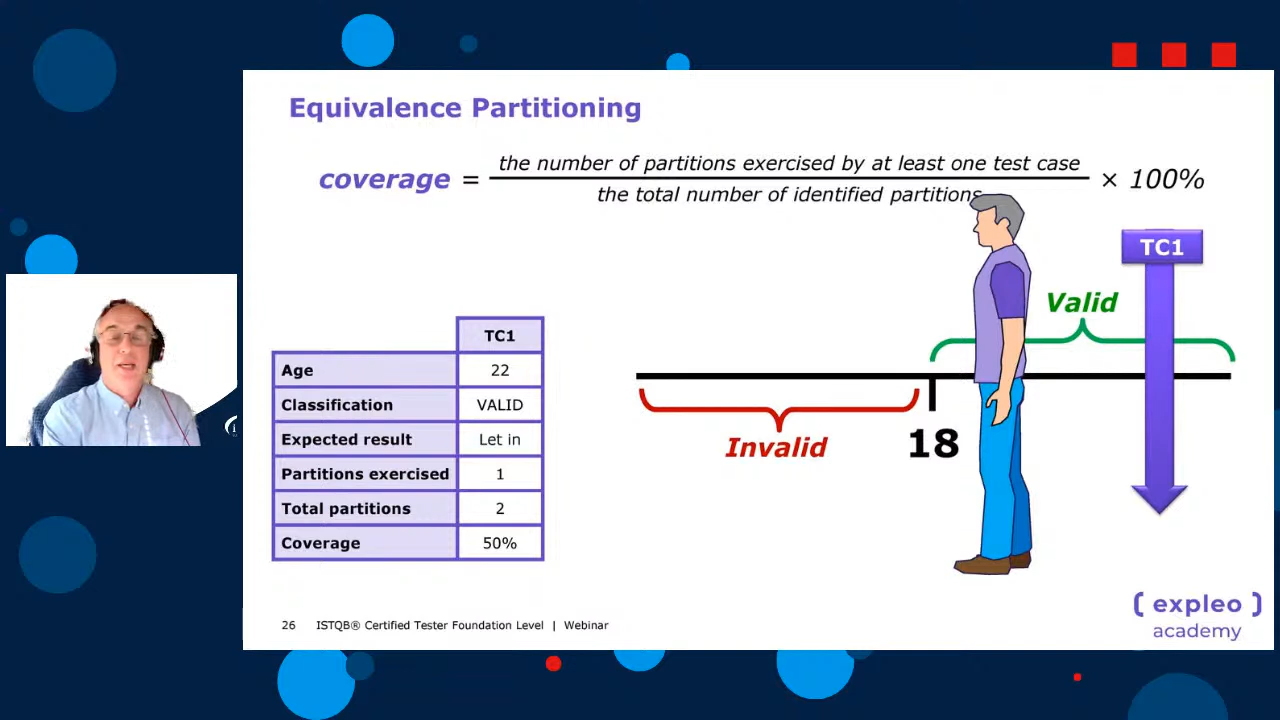 Equivalence Partitioning
coverage = the number of partitions exercised by at least one test case
the total number of identified partitions × 100%
TC1
Valid
Invalid
18
TC1
Age 22
Classification VALID
Expected result Let in
Partitions exercised 1
Total partitions 2
Coverage 50%
26 ISTQB® Certified Tester Foundation Level | Webinar
( expleo )
academy